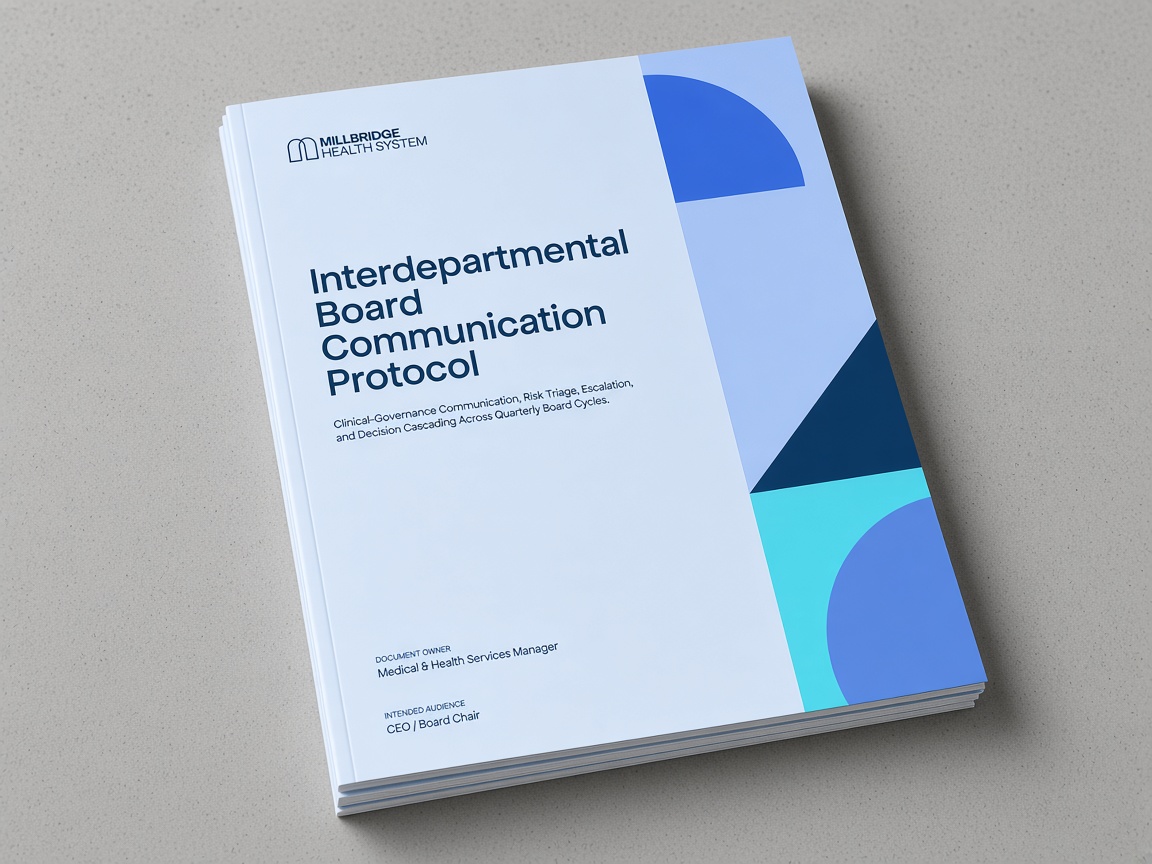 MILLBRIDGE
HEALTH SYSTEM
Interdepartmental
Board
Communication
Protocol
Clinical-Governance Communication, Risk Triage, Escalation,
and Decision Cascading Across Quarterly Board Cycles.
DOCUMENT OWNER
Medical & Health Services Manager
INTENDED AUDIENCE
CEO / Board Chair